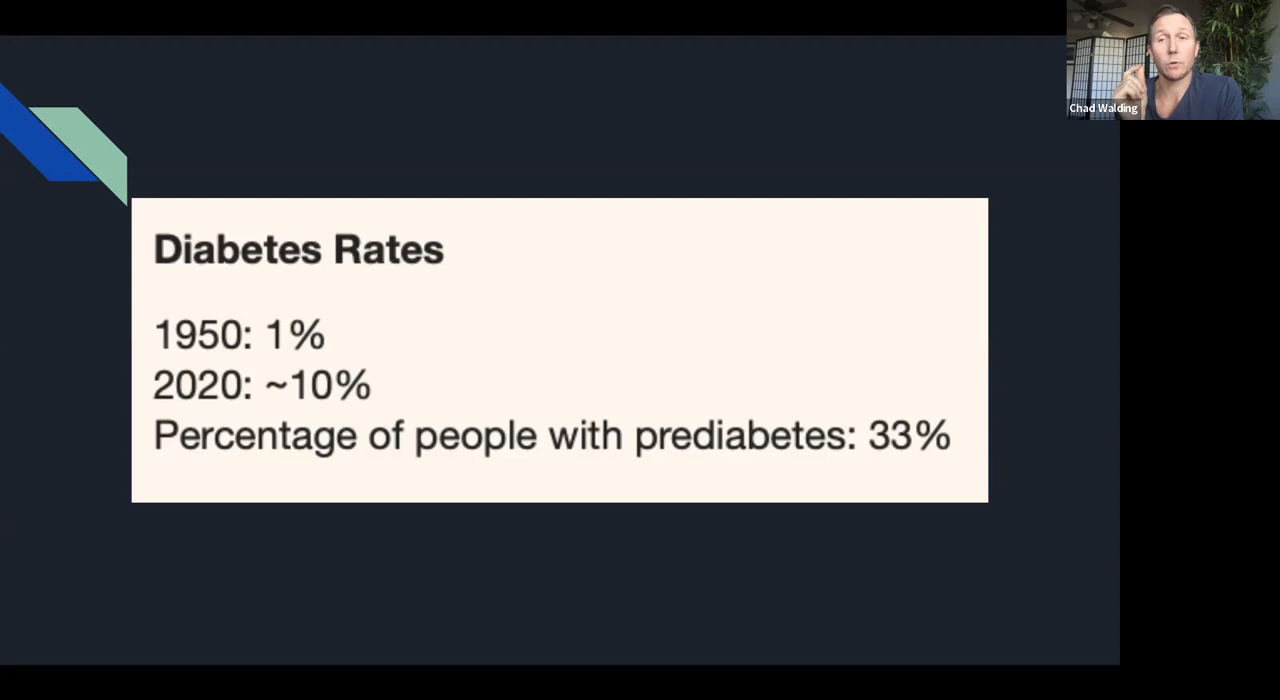 Chad Walding
Diabetes Rates
1950: 1%
2020: ~10%
Percentage of people with prediabetes: 33%